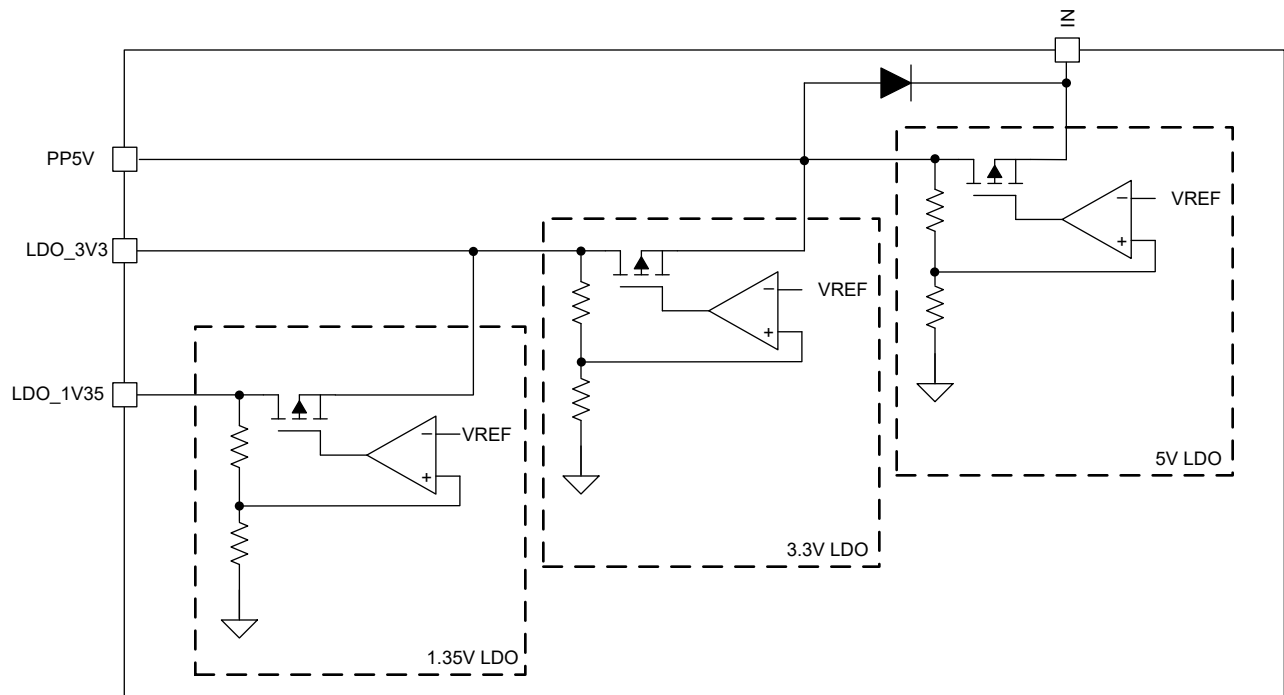 IN
PP5V
VREF
LDO_3V3
VREF
LDO_1V35
VREF
5V LDO
3.3V LDO
1.35V LDO